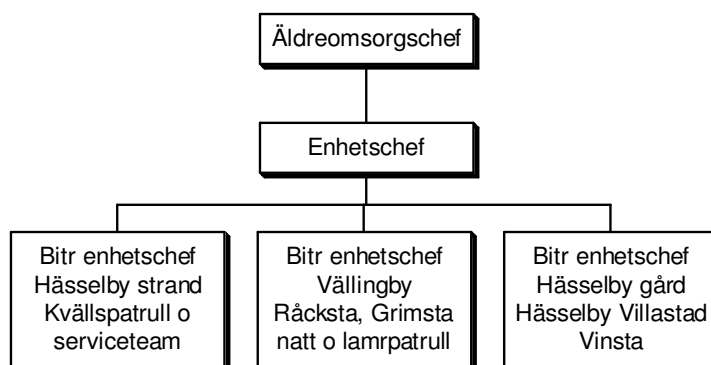 Äldreomsorgschef
Enhetschef
Bitr enhetschef
Hässelby strand
Kvällspatrull o
serviceteam
Bitr enhetschef
Vällingby
Råcksta, Grimsta
natt o lamrpatrull
Bitr enhetschef
Hässelby gård
Hässelby Villastad
Vinsta